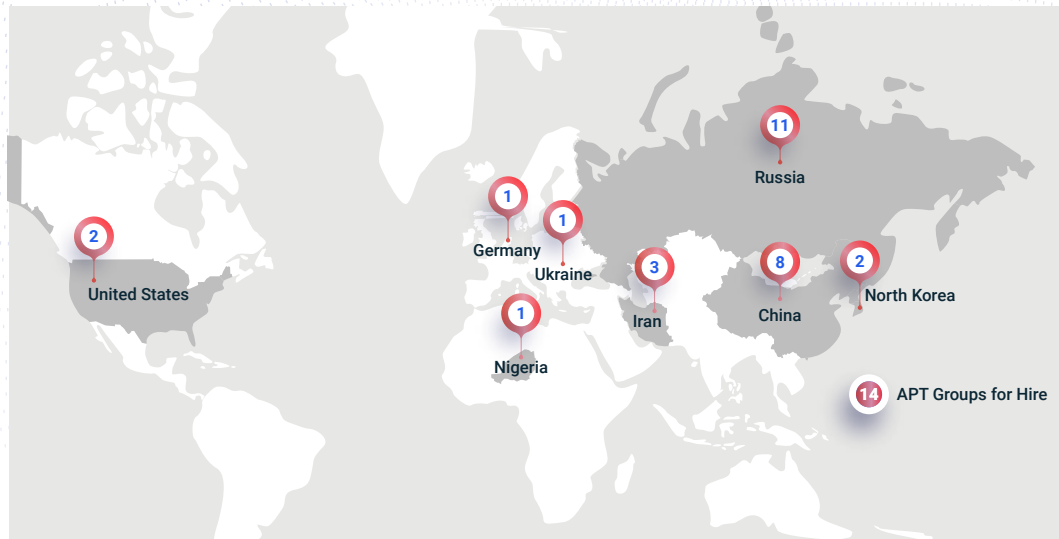 11
Russia
1
Germany
1
Ukraine
2
United States
3
Iran
8
China
2
North Korea
1
Nigeria
14 APT Groups for Hire